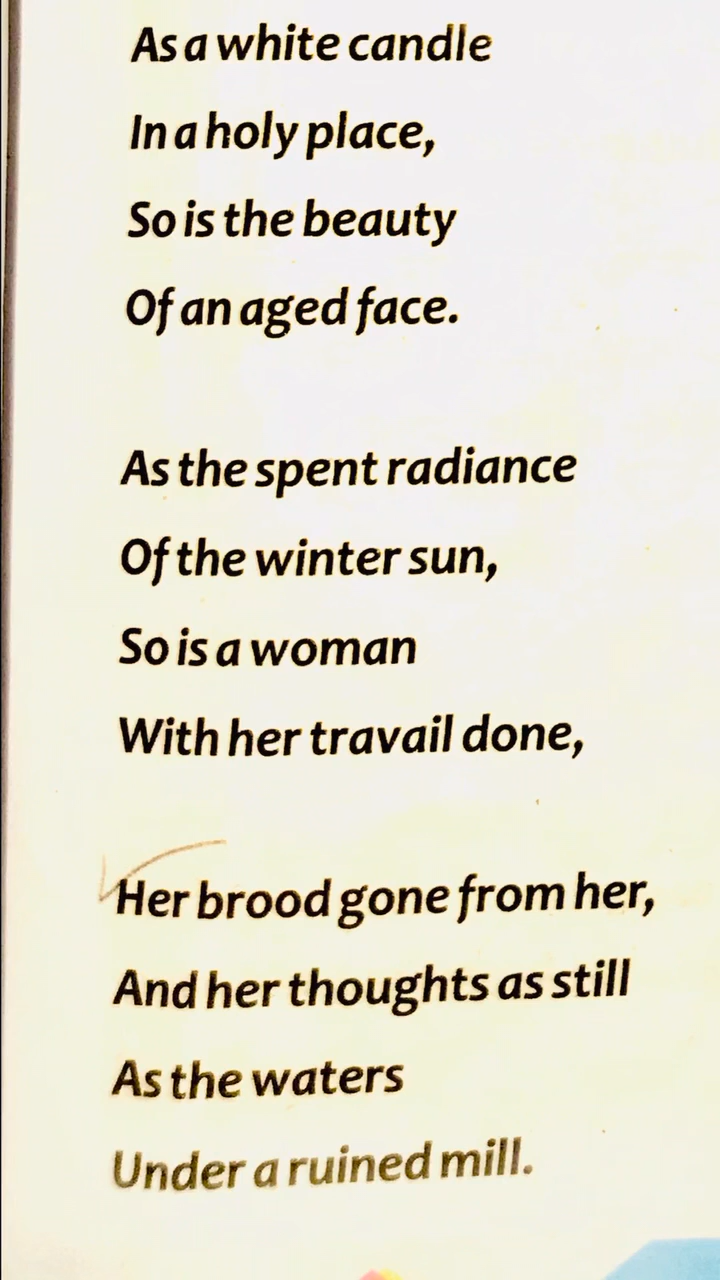 As a white candle
In a holy place,
So is the beauty
Of an aged face.
As the spent radiance
Of the winter sun,
So is a woman
With her travail done,
Her brood gone from her,
And her thoughts as still
As the waters
Under a ruined mill.